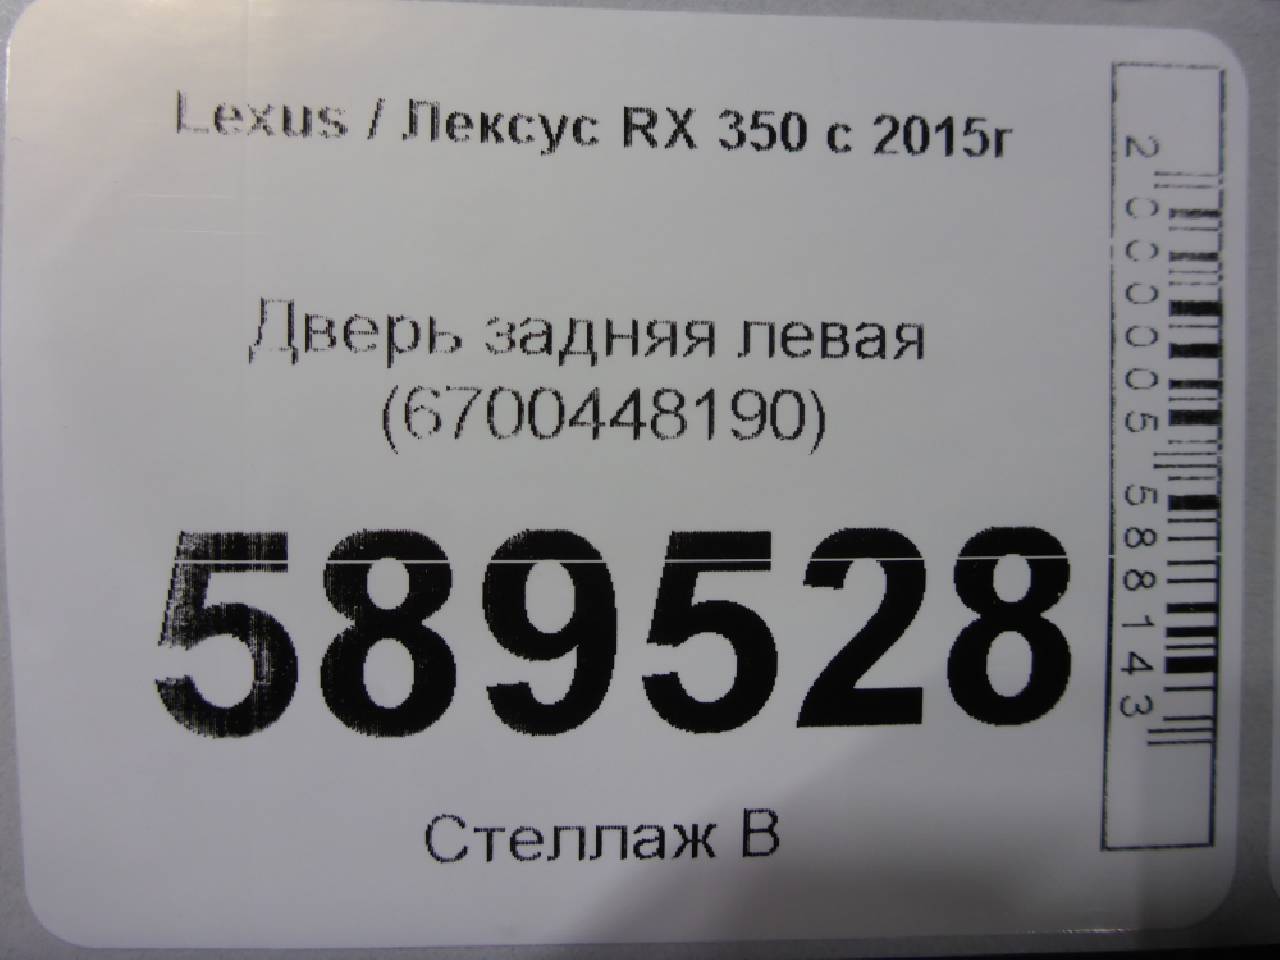 Lexus / Лексус RX 350 с 2015г
Дверь задняя левая
(6700448190)
589528
Стеллаж В
2000005588143